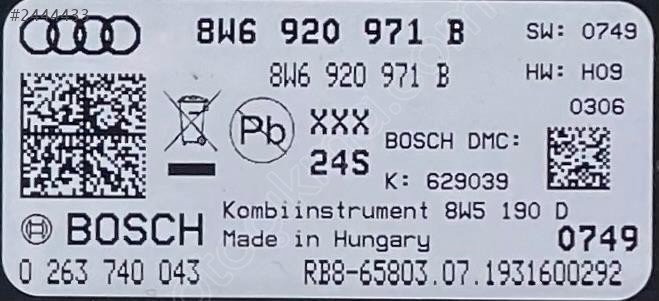 #2444433
8W6 920 971 B
SW: 0749
8W6 920 971 B
HW: H09
0306
Pb
XXX
24S
BOSCH DMC:
K: 629039
BOSCH
Kombiinstrument 8W5 190 D
Made in Hungary
0749
0 263 740 043
RB8-65803.07.1931600292